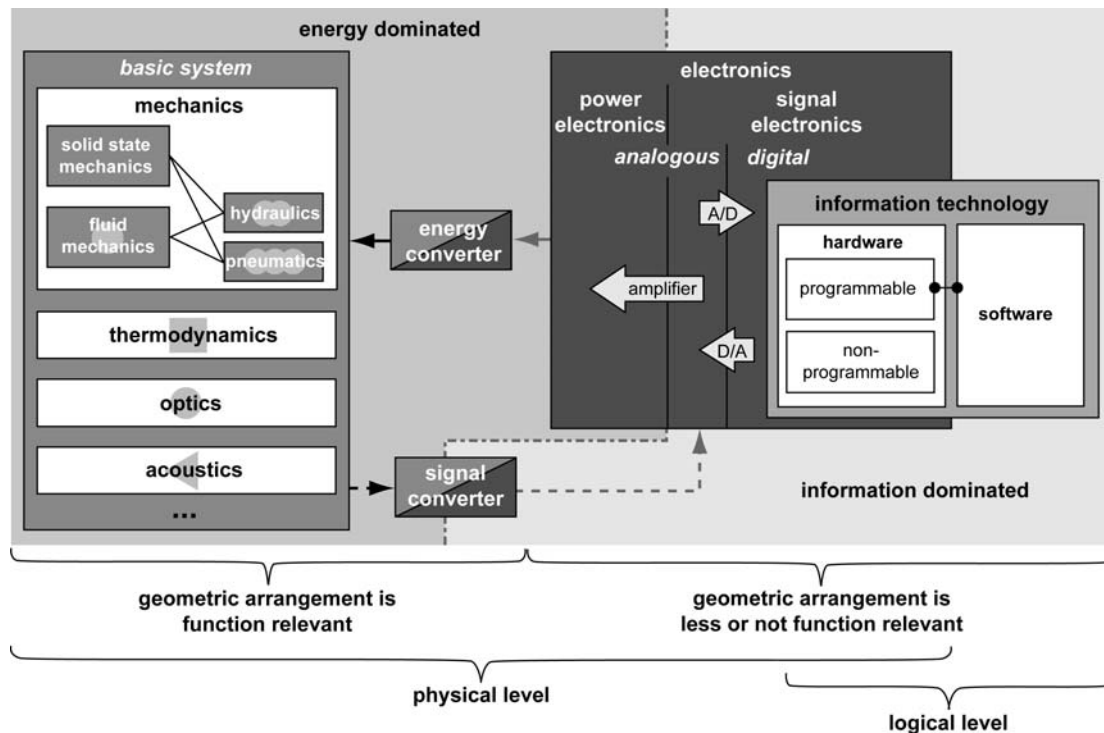 energy dominated
basic system
mechanics
solid state
mechanics
fluid
mechanics
hydraulics
pneumatics
thermodynamics
optics
acoustics
...
energy
converter
signal
converter
electronics
power
electronics
signal
electronics
analogous
digital
A/D
amplifier
D/A
information technology
hardware
programmable
non-
programmable
software
information dominated
geometric arrangement is
function relevant
geometric arrangement is
less or not function relevant
physical level
logical level